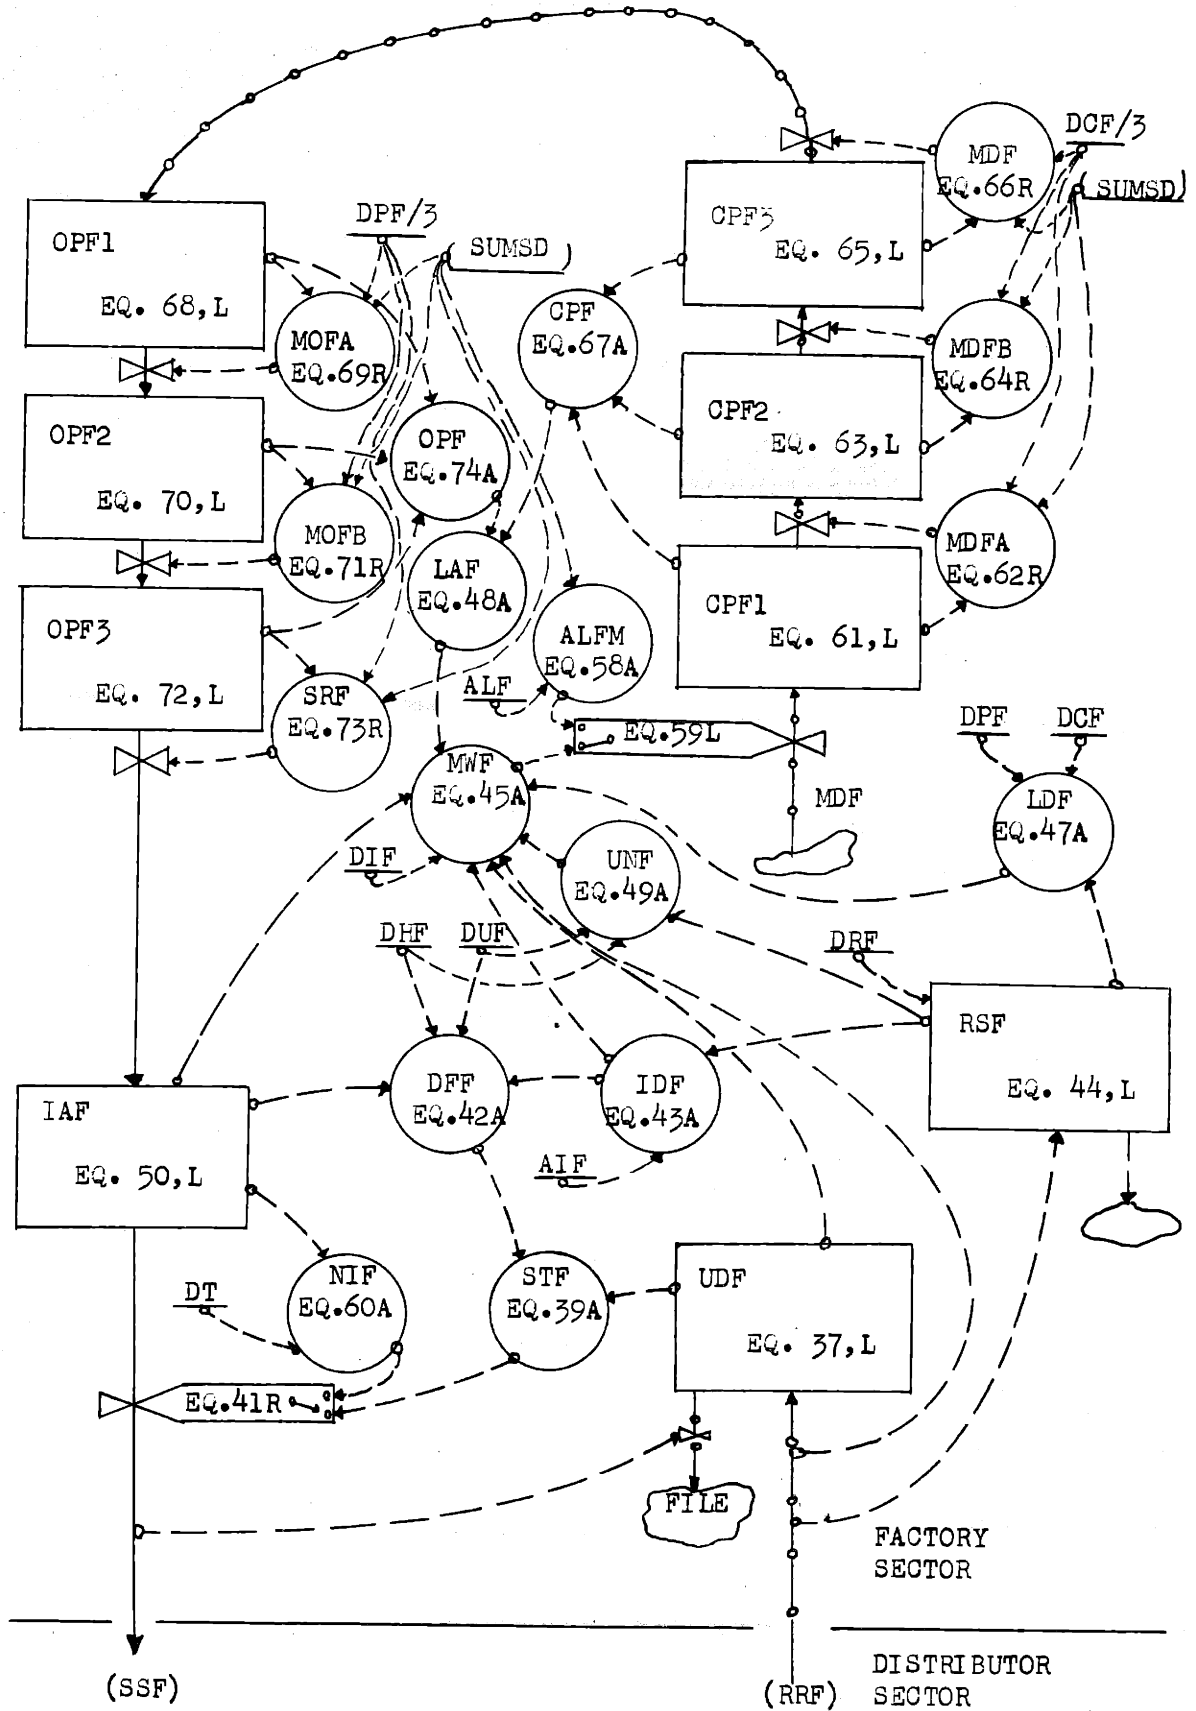 DCF/3
MDF
EQ.66R
(SUMSD)
CPF3
EQ. 65,L
OPF1
EQ. 68,L
DPF/3
(SUMSD)
MOFA
EQ.69R
CPF
EQ.67A
MDFB
EQ.64R
CPF2
EQ. 63,L
OPF2
EQ. 70,L
OPF
EQ.74A
MOFB
EQ.71R
LAF
EQ.48A
MDFA
EQ.62R
CPF1
EQ. 61,L
OPF3
EQ. 72,L
ALFM
EQ.58A
ALF
SRF
EQ.73R
EQ.59L
DPF
DCF
MWF
EQ.45A
MDF
LDF
EQ.47A
DIF
UNF
EQ.49A
DHF
DUF
DRF
RSF
EQ. 44,L
DFF
EQ.42A
IDF
EQ.43A
IAF
EQ. 50,L
AIF
NIF
EQ.60A
DT
STF
EQ.39A
UDF
EQ. 37,L
EQ.41R
FILE
FACTORY
SECTOR
DISTRIBUTOR
SECTOR
(SSF)
(RRF)